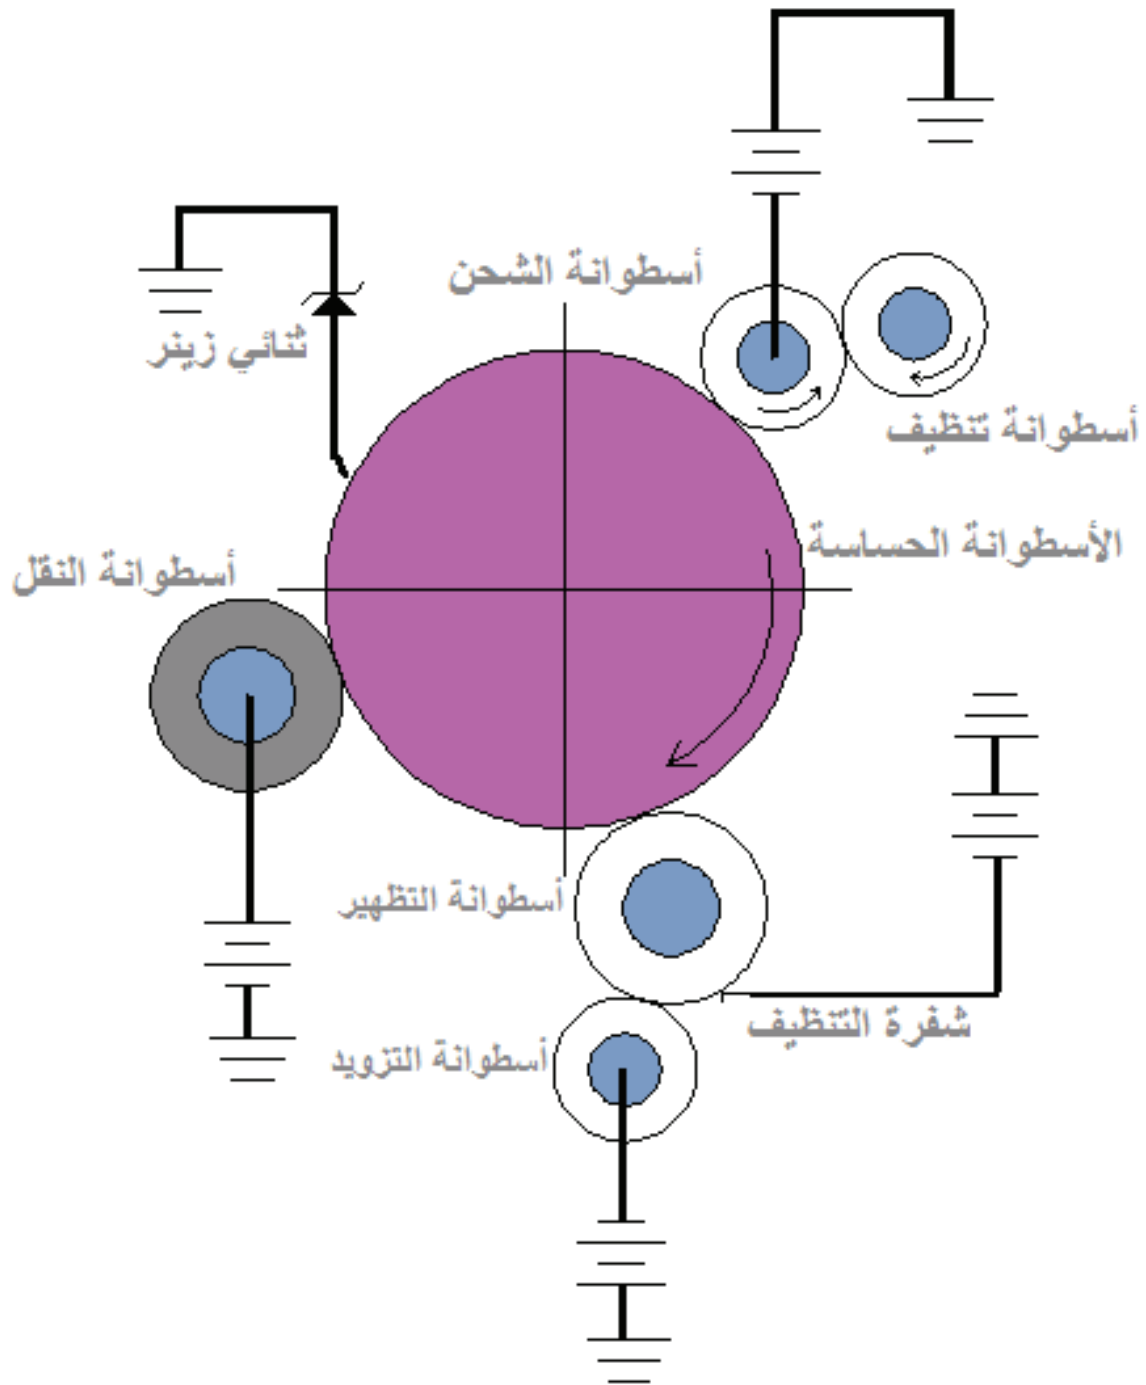 أسطوانة الشحن
ثنائي زينر
أسطوانة تنظيف
الأسطوانة الحساسة
أسطوانة النقل
أسطوانة التظهير
شفرة التنظيف
أسطوانة التزويد